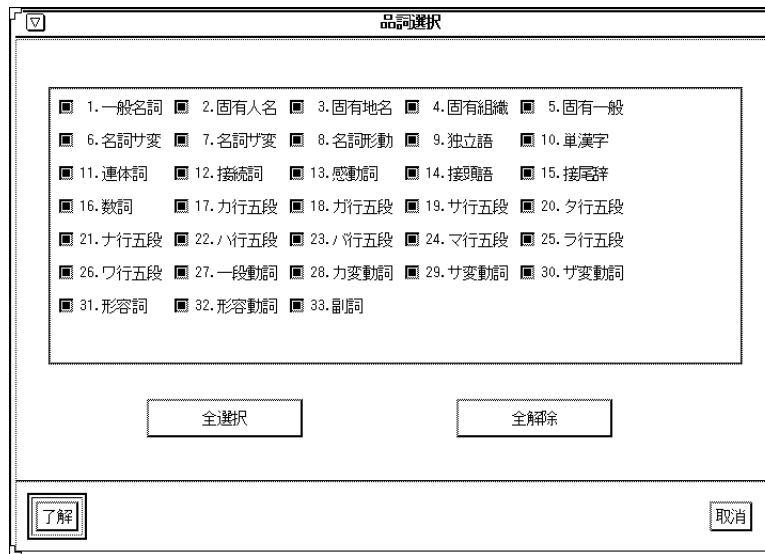 品詞選択
1.一般名詞 2.固有人名 3.固有地名 4.固有組織 5.固有一般
6.名詞サ変 7.名詞ザ変 8.名詞形動 9.独立語 10.単漢字
11.連体詞 12.接続詞 13.感動詞 14.接頭語 15.接尾辞
16.数詞 17.カ行五段 18.ガ行五段 19.サ行五段 20.タ行五段
21.ナ行五段 22.ハ行五段 23.バ行五段 24.マ行五段 25.ラ行五段
26.ワ行五段 27.一段動詞 28.カ変動詞 29.サ変動詞 30.ザ変動詞
31.形容詞 32.形容動詞 33.副詞
全選択 全解除
了解 取消